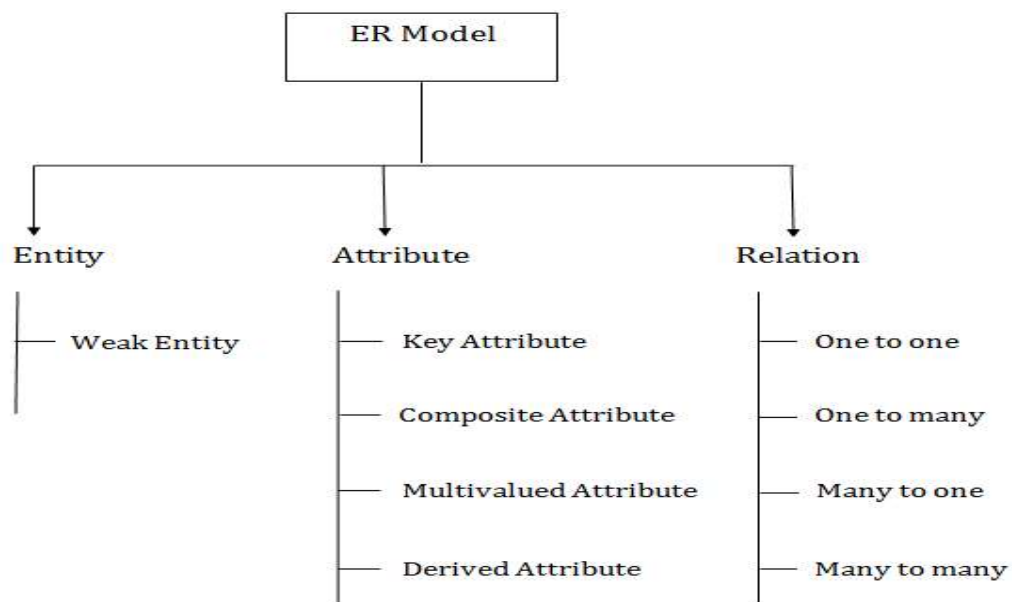 ER Model
Entity
Attribute
Relation
Weak Entity
Key Attribute
One to one
Composite Attribute
One to many
Multivalued Attribute
Many to one
Derived Attribute
Many to many